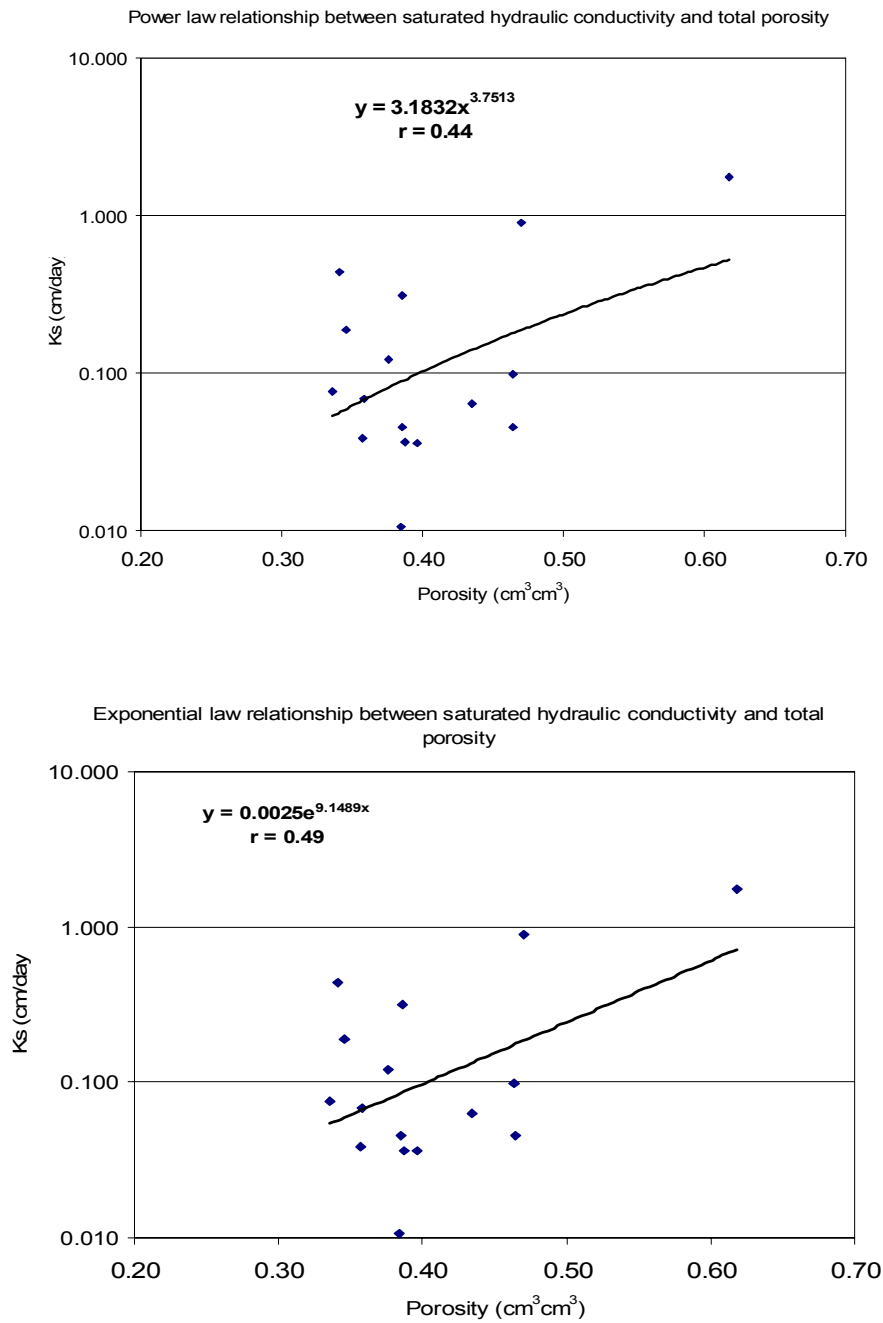 Power law relationship between saturated hydraulic conductivity and total porosity
10.000
y = 3.1832x^3.7513
r = 0.44
1.000
Ks (cm/day
0.100
0.010
0.20 0.30 0.40 0.50 0.60 0.70
Porosity (cm³cm³)
Exponential law relationship between saturated hydraulic conductivity and total
porosity
10.000
y = 0.0025e^9.1489x
r = 0.49
1.000
Ks (cm/day
0.100
0.010
0.20 0.30 0.40 0.50 0.60 0.70
Porosity (cm³cm³)